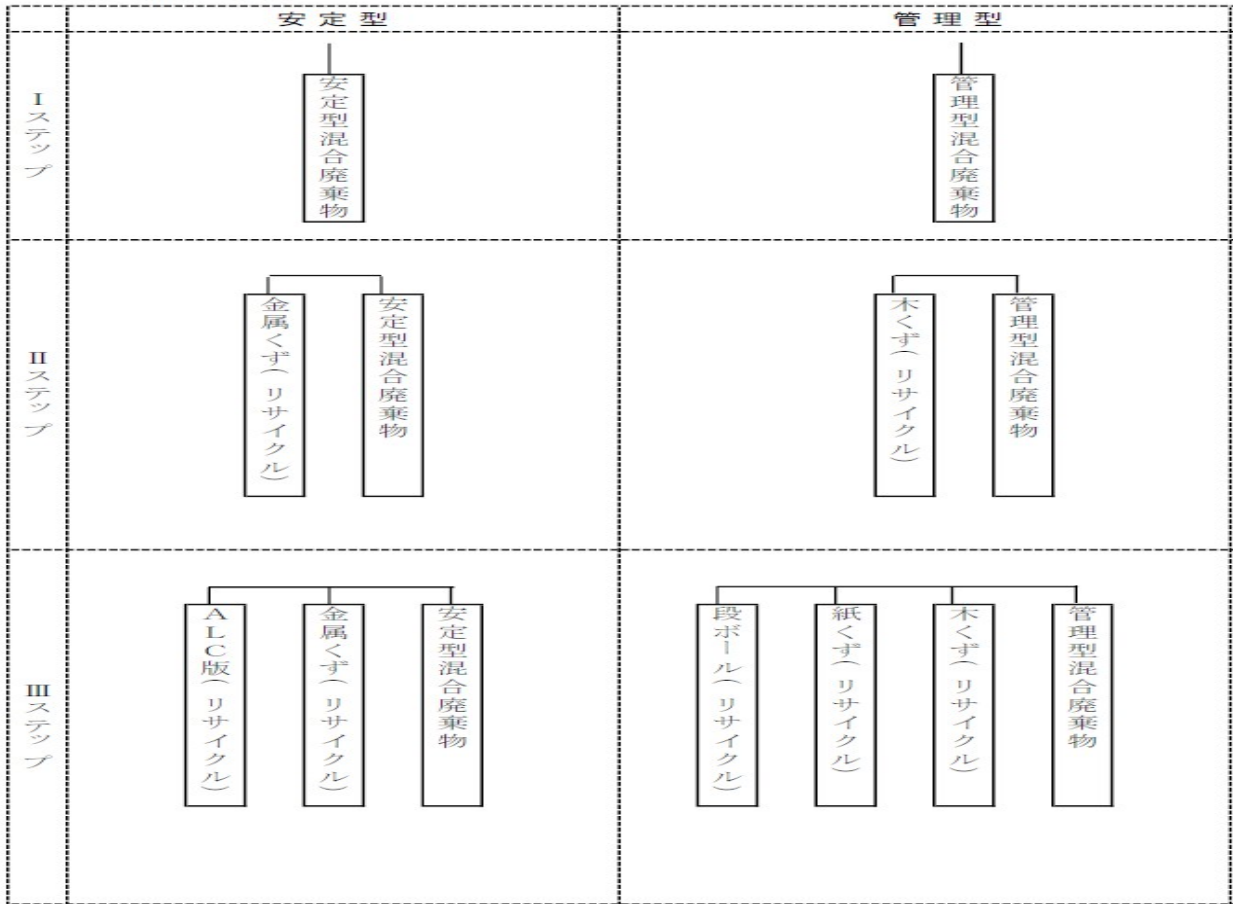 安定型
管理型
Ⅰステップ
安定型混合廃棄物
管理型混合廃棄物
Ⅱステップ
金属くず(リサイクル)
安定型混合廃棄物
木くず(リサイクル)
管理型混合廃棄物
Ⅲステップ
ALC版(リサイクル)
金属くず(リサイクル)
安定型混合廃棄物
段ボール(リサイクル)
紙くず(リサイクル)
木くず(リサイクル)
管理型混合廃棄物